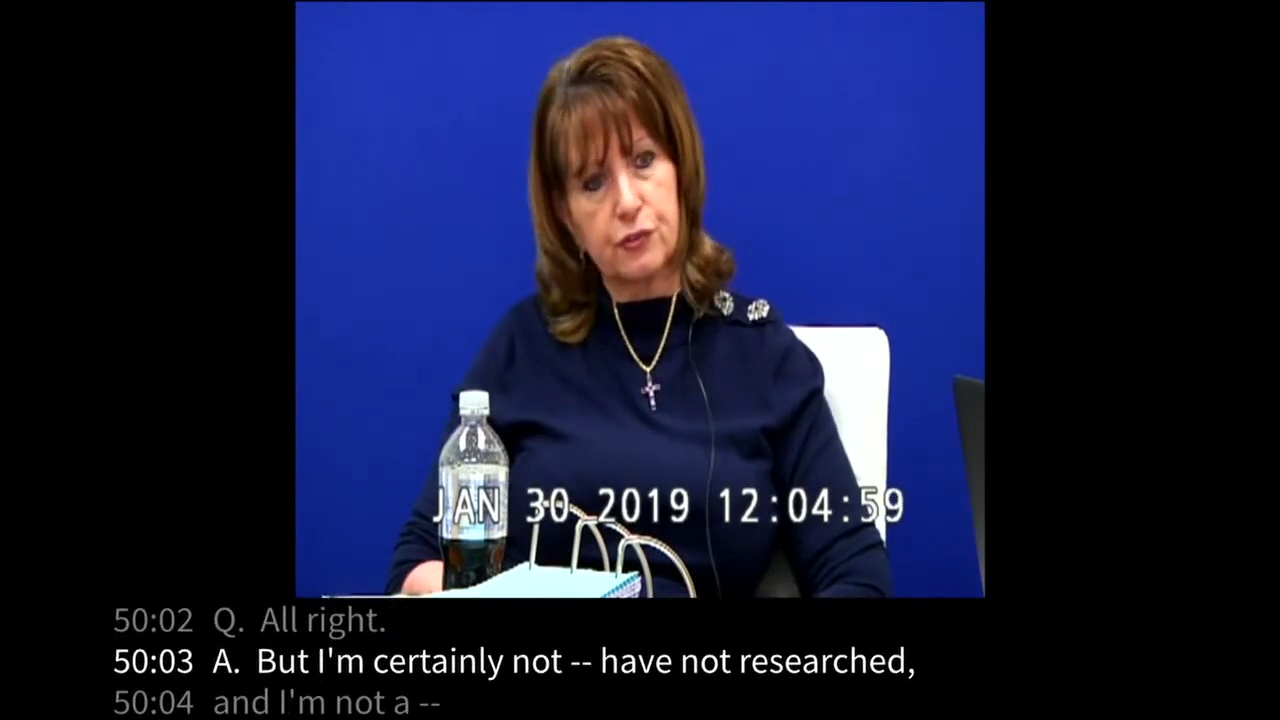 JAN 30 2019 12:04:59
50:02 Q. All right.
50:03 A. But I'm certainly not -- have not researched,
50:04 and I'm not a --